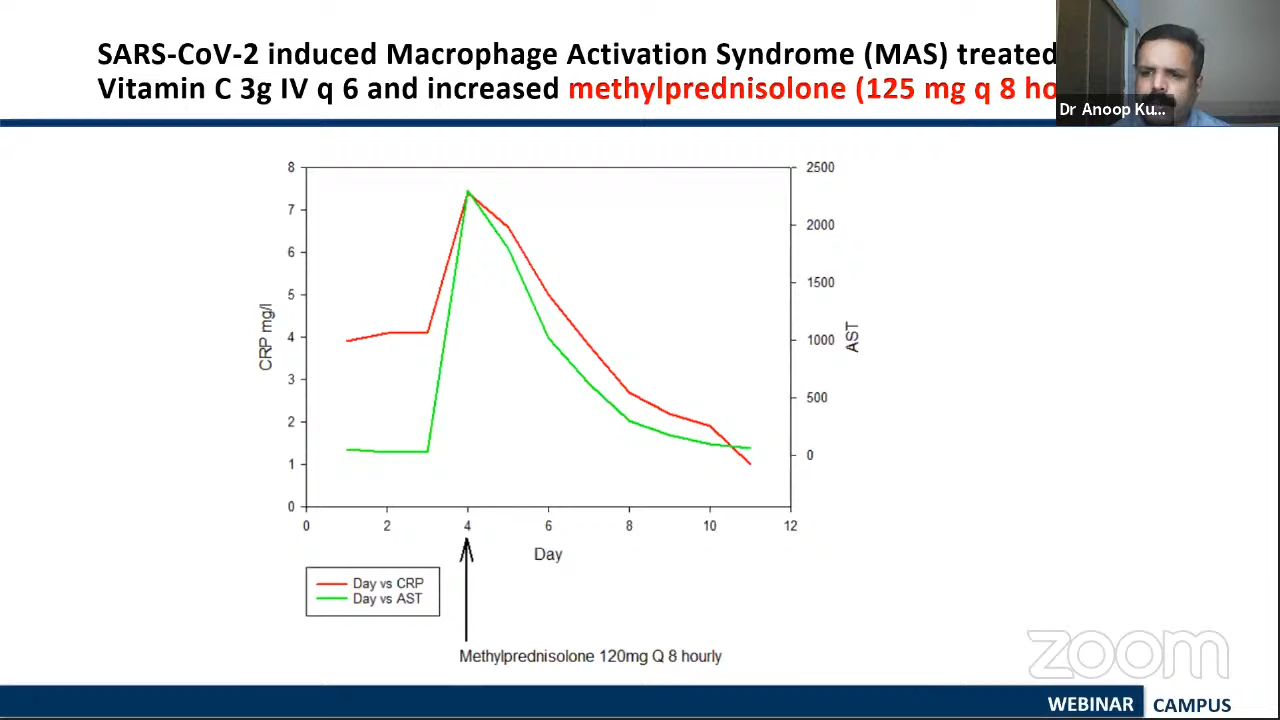 SARS-CoV-2 induced Macrophage Activation Syndrome (MAS) treated
Vitamin C 3g IV q 6 and increased methylprednisolone (125 mg q 8 ho
Dr Anoop Ku...
8
7
6
5
4
3
2
1
0
CRP mg/l
2500
2000
1500
1000
500
0
AST
0 2 4 6 8 10 12
Day
Day vs CRP
Day vs AST
Methylprednisolone 120mg Q 8 hourly
zoom
WEBINAR CAMPUS